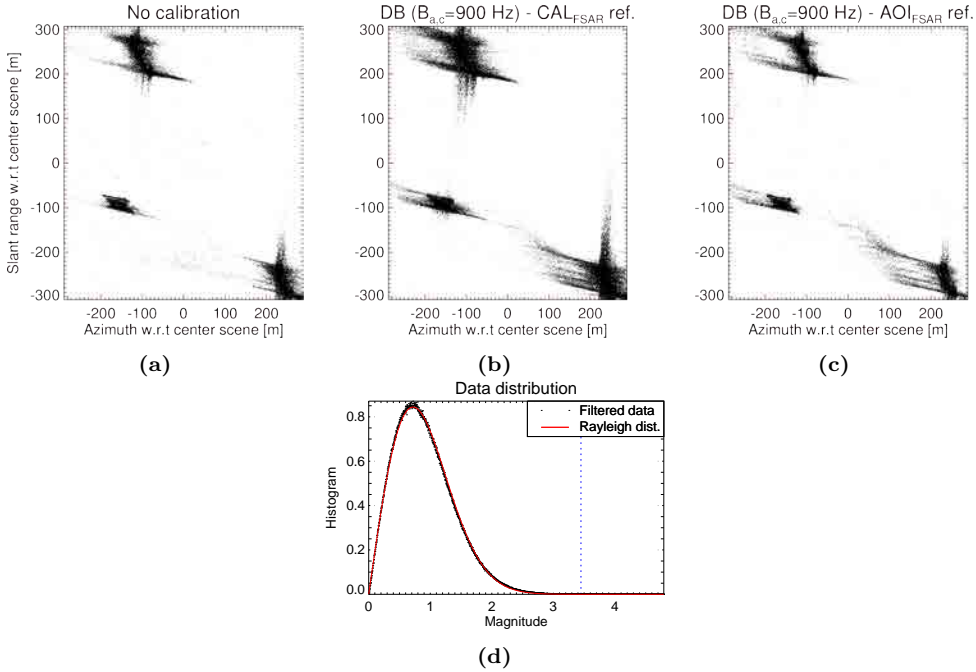 No calibration
DB (Ba,c=900 Hz) - CALFSAR ref.
DB (Ba,c=900 Hz) - AOIFSAR ref.
Slant range w.r.t center scene [m]
300
200
100
0
-100
-200
-300
-200 -100 0 100 200
Azimuth w.r.t center scene [m]
(a)
300
200
100
0
-100
-200
-300
-200 -100 0 100 200
Azimuth w.r.t center scene [m]
(b)
300
200
100
0
-100
-200
-300
-200 -100 0 100 200
Azimuth w.r.t center scene [m]
(c)
Data distribution
Filtered data
Rayleigh dist.
Histogram
0.8
0.6
0.4
0.2
0.0
0 1 2 3 4
Magnitude
(d)